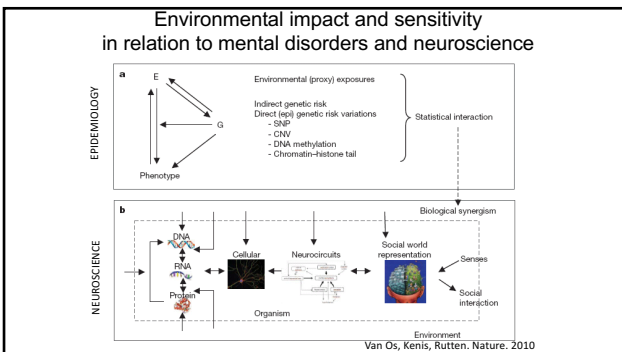 Environmental impact and sensitivity
in relation to mental disorders and neuroscience
EPIDEMIOLOGY
a
E
G
Phenotype
Environmental (proxy) exposures
Indirect genetic risk
Direct (epi) genetic risk variations
- SNP
- CNV
- DNA methylation
- Chromatin–histone tail
Statistical interaction
NEUROSCIENCE
b
Biological synergism
DNA
RNA
Protein
Cellular
Neurocircuits
Social world
representation
Senses
Social
interaction
Organism
Environment
Van Os, Kenis, Rutten. Nature. 2010